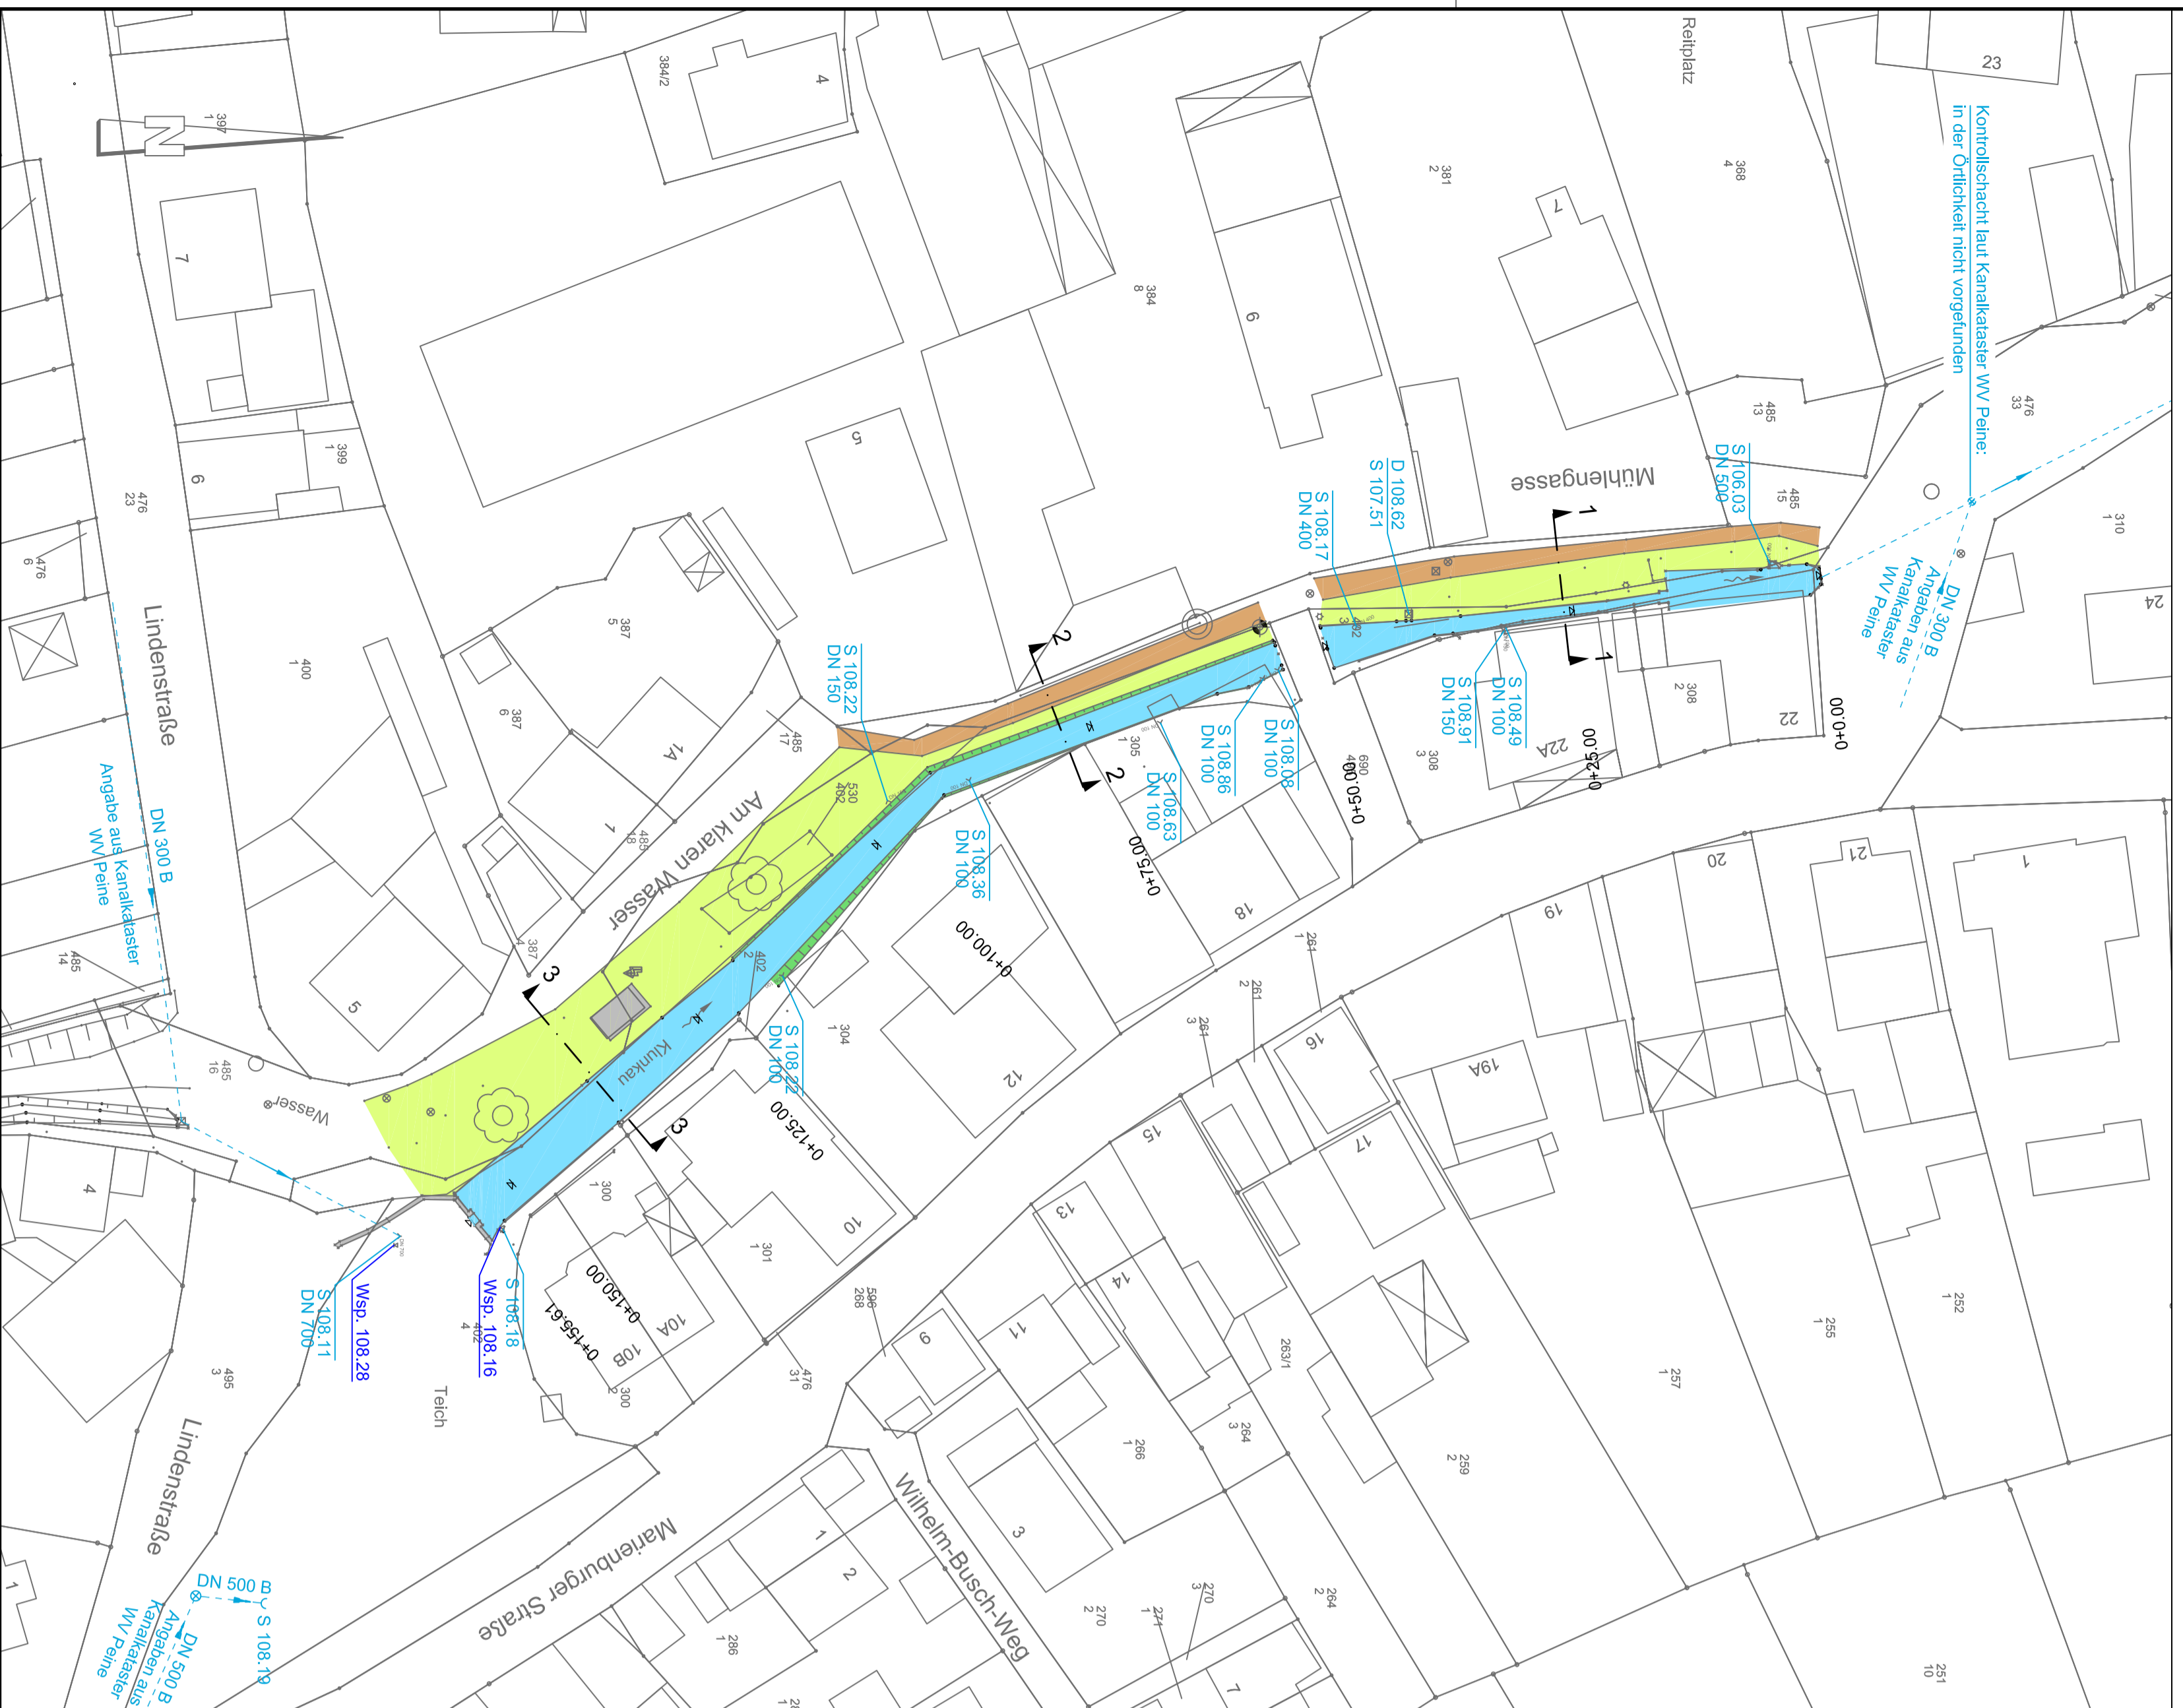 Reitplatz
23
Kontrollschacht laut Kanalkataster WV Peine:
in der Örtlichkeit nicht vorgefunden
384/2
4
397
1
N
368
4
381
2
7
384
8
6
476
33
7
399
1
6
476
23
476
6
5
485
13
Mühlengasse
S 106.03
DN 500
485
15
310
1
D 108.62
S 107.51
S 108.17
DN 400
1
DN 300 B
Angaben aus
Kanalkataster
WV Peine
24
Lindenstraße
400
1
387
5
387
6
1A
1
485
17
485
18
S 108.22
DN 150
2
2
402
3
1
S 108.49
DN 100
S 108.91
DN 150
308
2
22
22A
0+0.00
0+25.00
308
3
690
0+50.00
305
1
S 108.08
DN 100
S 108.86
DN 100
S 108.63
DN 100
0+75.00
S 108.36
DN 100
0+100.00
18
530
402
Am klaren Wasser
DN 300 B
Angabe aus Kanalkataster
WV Peine
485
14
5
387
4
3
402
2
Klunkau
304
1
S 108.22
DN 100
12
3
0+125.00
485
16
Wasser
4
300
1
301
1
10
10A
10B
0+150.00
0+155.61
S 108.18
Wsp. 108.16
Wsp. 108.28
S 108.11
DN 700
402
4
Teich
300
2
495
3
Lindenstraße
476
31
596
268
261
1
261
2
261
3
19
20
21
1
16
15
17
19A
13
14
11
9
263/1
264
3
266
1
259
2
257
1
255
1
252
1
251
10
Marienburger Straße
Wilhelm-Busch-Weg
3
1
2
286
1
270
2
271
1
270
3
264
2
7
1
DN 500 B
S 108.19
DN 500 B
Angaben aus
Kanalkataster
WV Peine